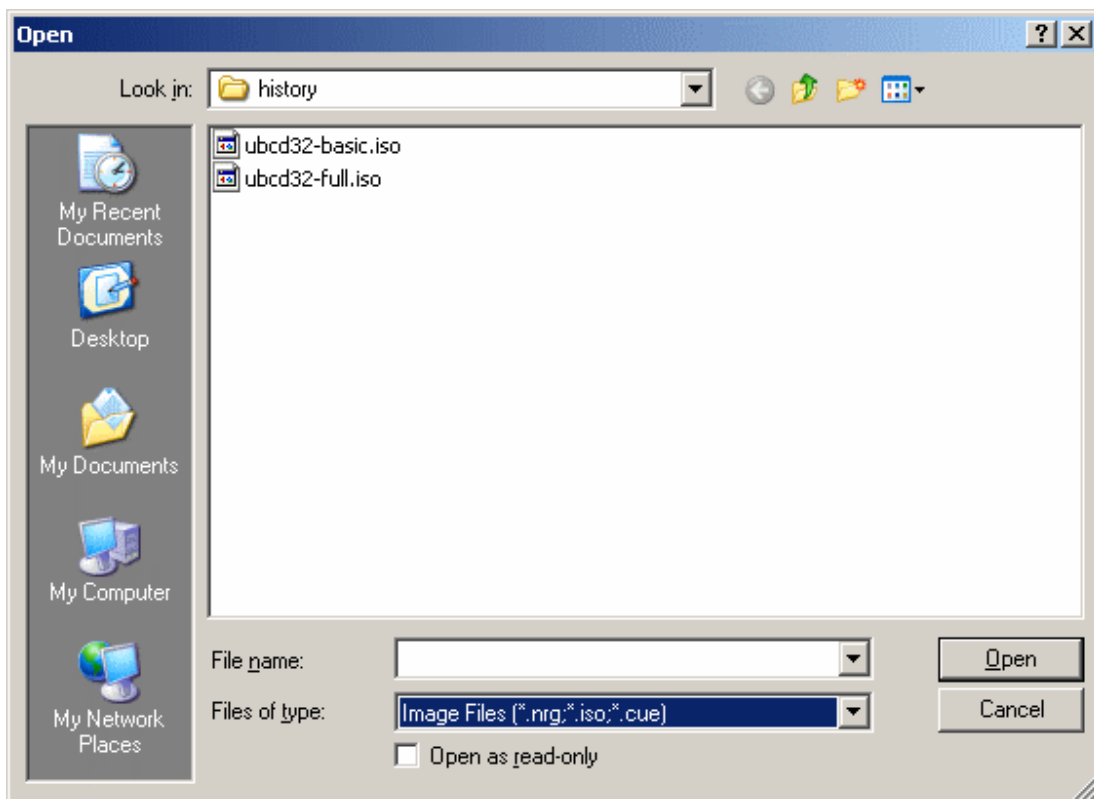 Open
Look in:
history
ubcd32-basic.iso
ubcd32-full.iso
My Recent
Documents
Desktop
My Documents
My Computer
My Network
Places
File name:
Open
Files of type:
Image Files (*.nrg;*.iso;*.cue)
Cancel
Open as read-only